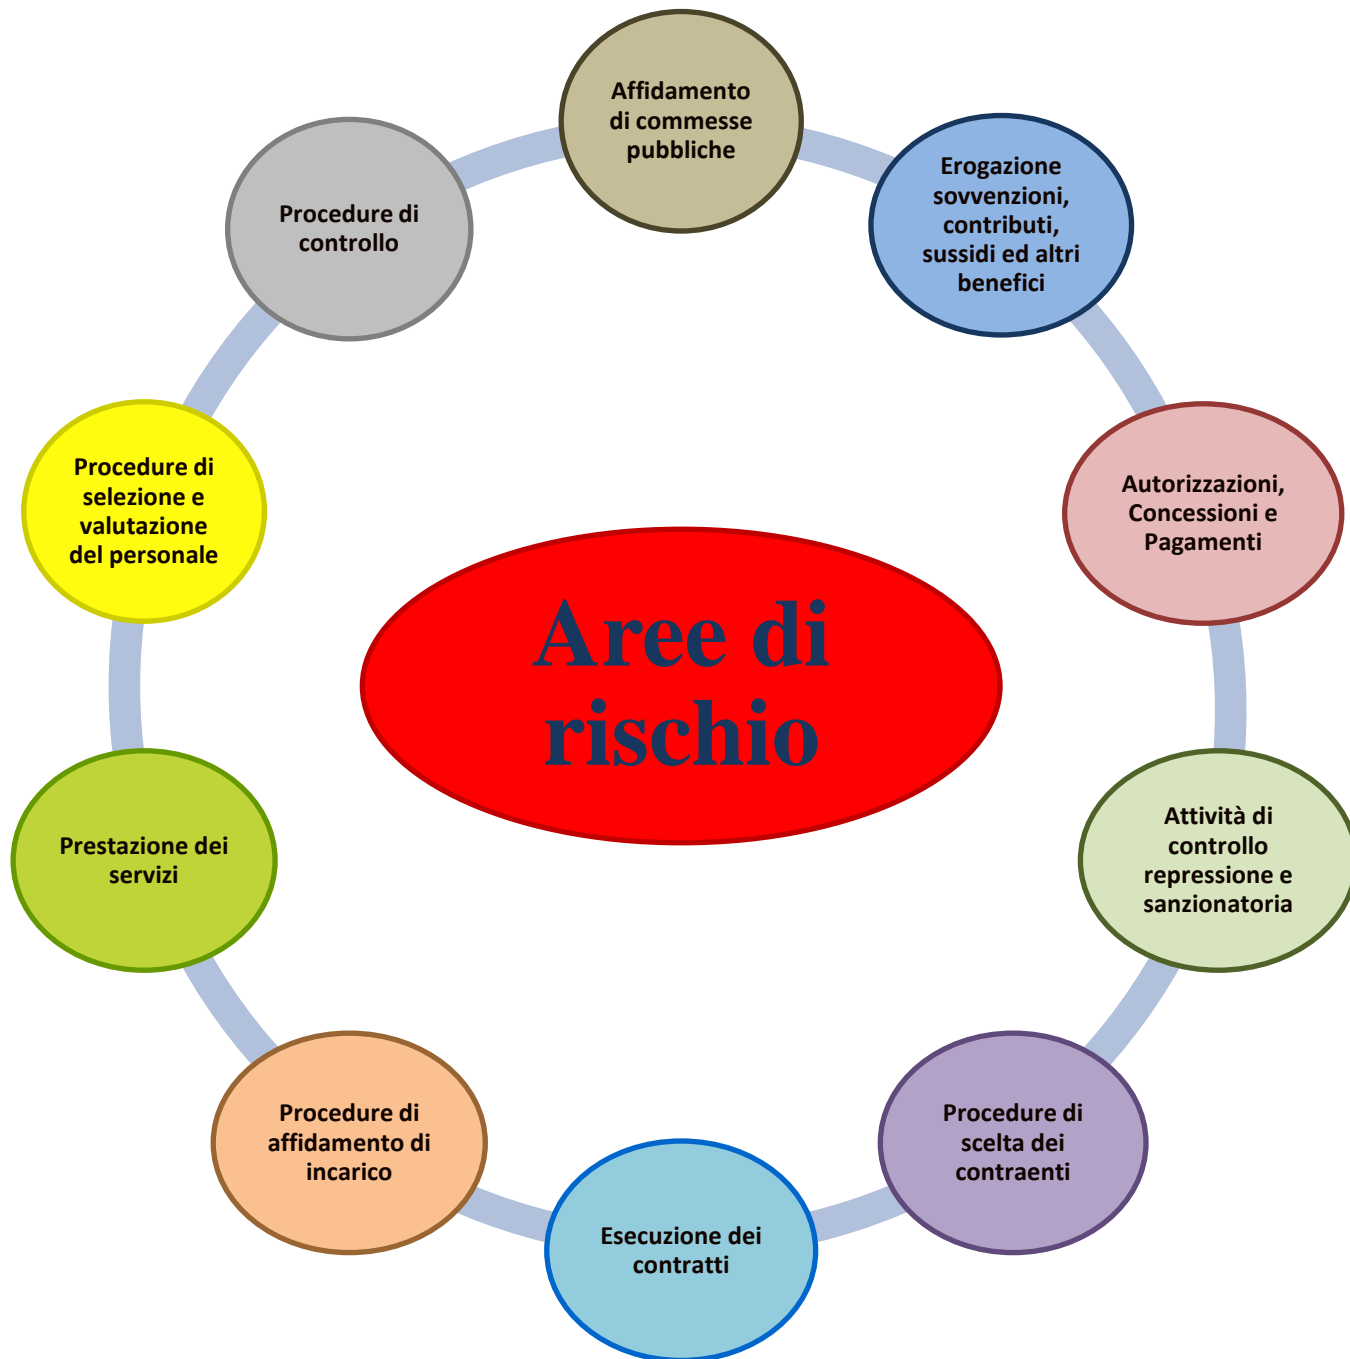 Affidamento
di commesse
pubbliche
Erogazione
sovvenzioni,
contributi,
sussidi ed altri
benefici
Autorizzazioni,
Concessioni e
Pagamenti
Attività di
controllo
repressione e
sanzionatoria
Procedure di
scelta dei
contraenti
Esecuzione dei
contratti
Procedure di
affidamento di
incarico
Prestazione dei
servizi
Procedure di
selezione e
valutazione
del personale
Procedure di
controllo
Aree di
rischio